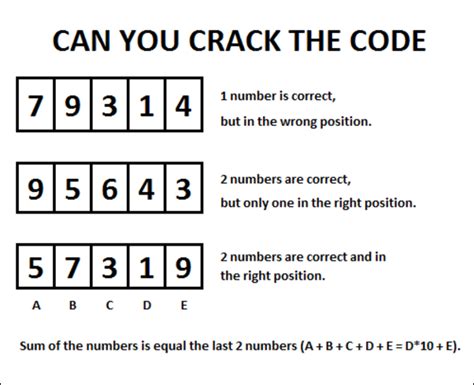 CAN YOU CRACK THE CODE
7 9 3 1 4
1 number is correct,
but in the wrong position.
9 5 6 4 3
2 numbers are correct,
but only one in the right position.
5 7 3 1 9
2 numbers are correct and in
the right position.
A B C D E
Sum of the numbers is equal the last 2 numbers (A + B + C + D + E = D*10 + E).